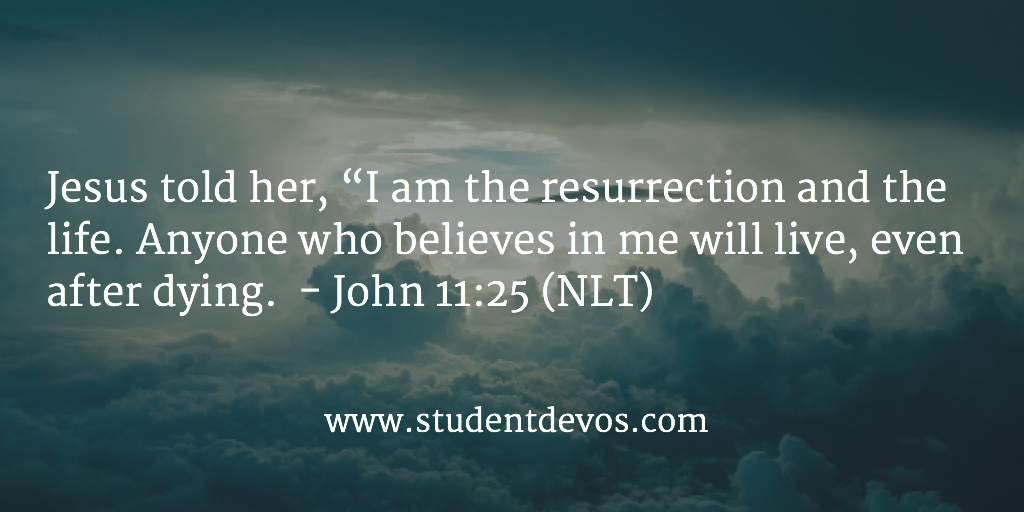 Jesus told her, “I am the resurrection and the
life. Anyone who believes in me will live, even
after dying.  - John 11:25 (NLT)
www.studentdevos.com